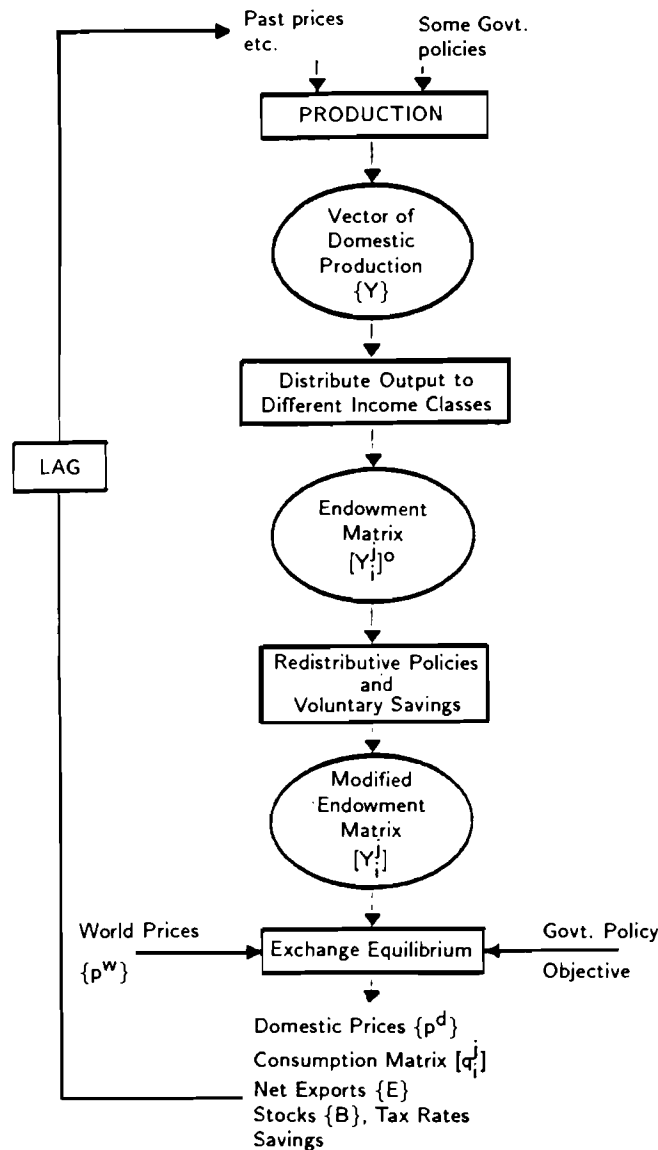 Past prices
etc.
Some Govt.
policies
PRODUCTION
Vector of
Domestic
Production
{Y}
Distribute Output to
Different Income Classes
LAG
Endowment
Matrix
[Y_i^j]^o
Redistributive Policies
and
Voluntary Savings
Modified
Endowment
Matrix
[Y_i^j]
World Prices
{p^w}
Exchange Equilibrium
Govt. Policy
Objective
Domestic Prices {p^d}
Consumption Matrix [q_i^j]
Net Exports {E}
Stocks {B}, Tax Rates
Savings